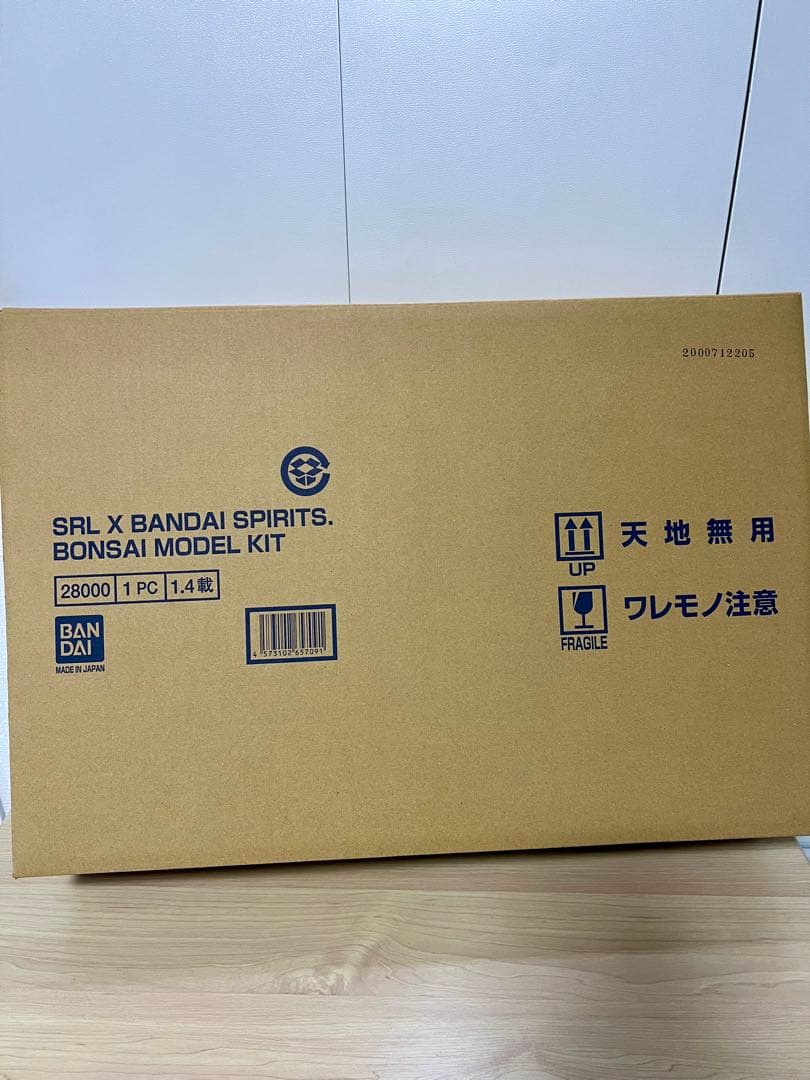 2000712205
SRL X BANDAI SPIRITS.
BONSAI MODEL KIT
28000 1 PC 1.4載
BAN
DAI
MADE IN JAPAN
4 573102 657091
UP
天地無用
FRAGILE
ワレモノ注意